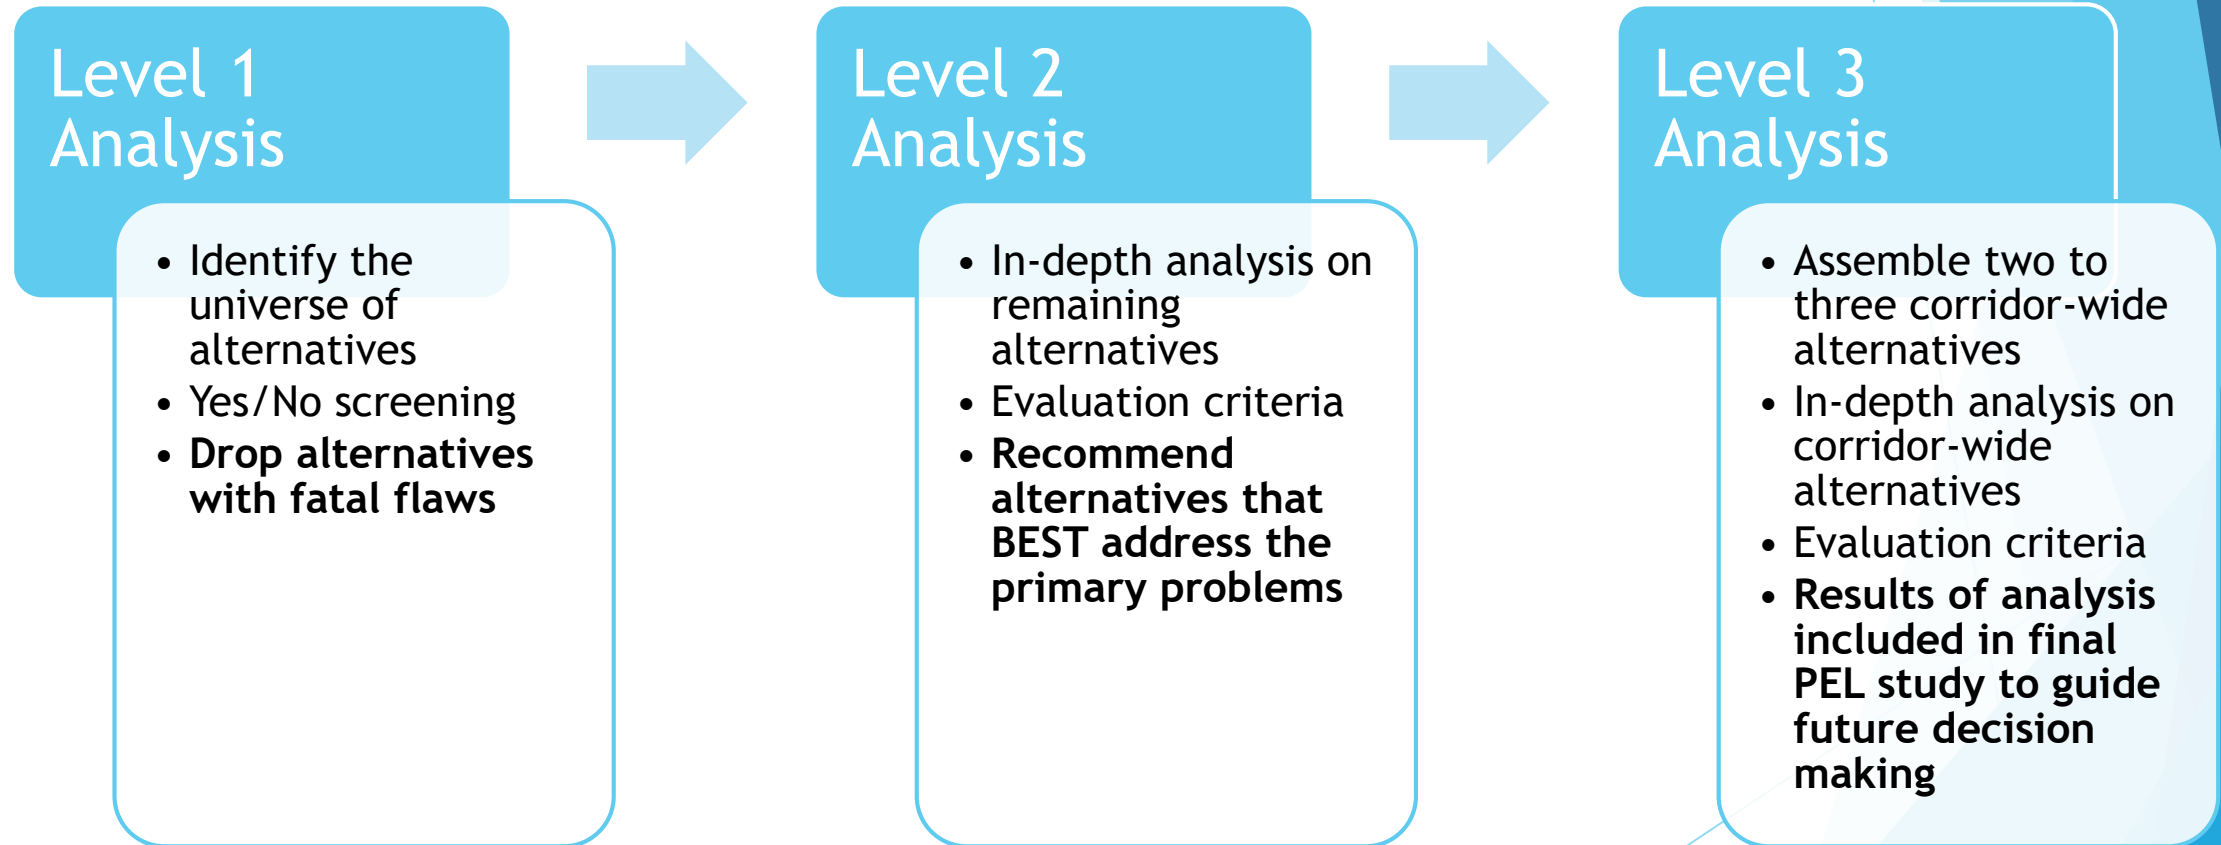 Level 1
Analysis
• Identify the
universe of
alternatives
• Yes/No screening
• Drop alternatives
with fatal flaws
Level 2
Analysis
• In-depth analysis on
remaining
alternatives
• Evaluation criteria
• Recommend
alternatives that
BEST address the
primary problems
Level 3
Analysis
• Assemble two to
three corridor-wide
alternatives
• In-depth analysis on
corridor-wide
alternatives
• Evaluation criteria
• Results of analysis
included in final
PEL study to guide
future decision
making